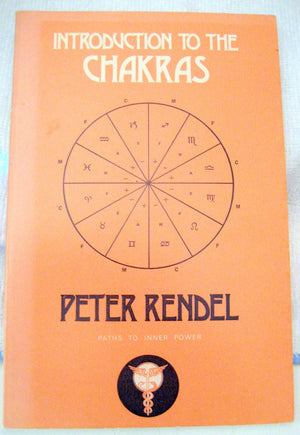 INTRODUCTION TO THE
CHAKRAS
C M
F F
C C
M M
C C
F F
M C
PETER RENDEL
PATHS TO INNER POWER